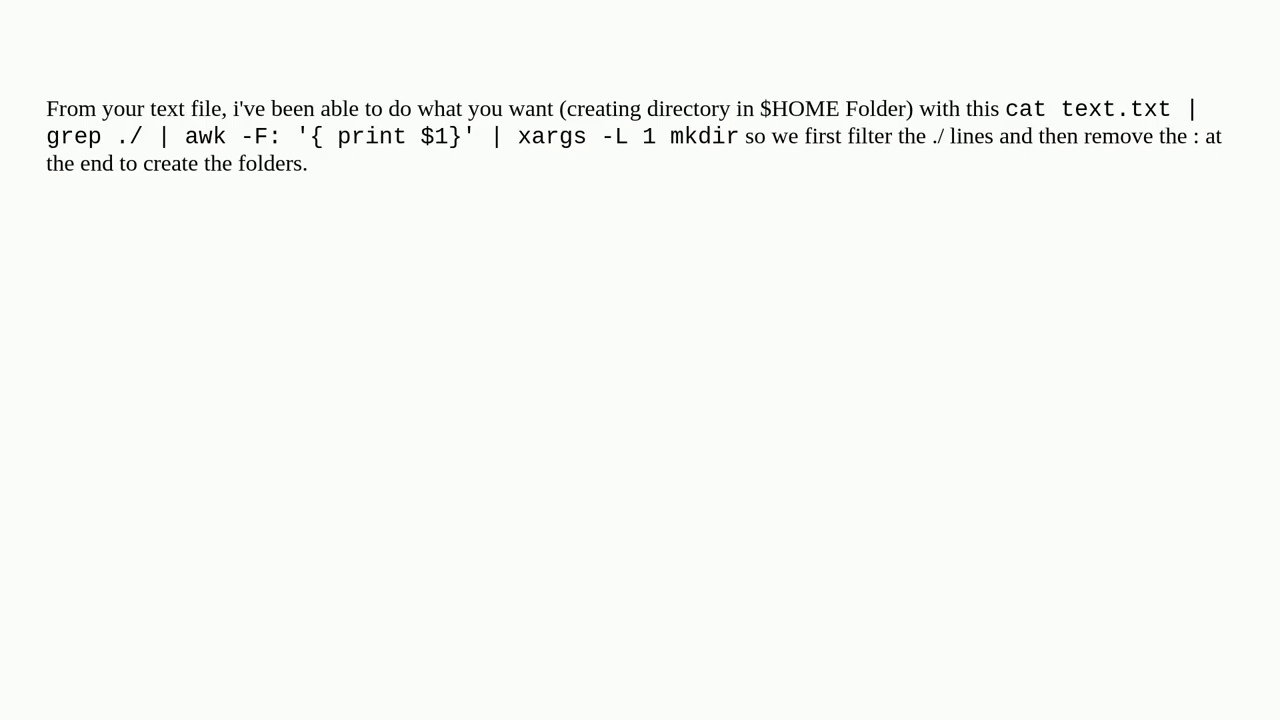 From your text file, i've been able to do what you want (creating directory in $HOME Folder) with this cat text.txt |
grep ./ | awk -F: '{ print $1}' | xargs -L 1 mkdir so we first filter the ./ lines and then remove the : at
the end to create the folders.